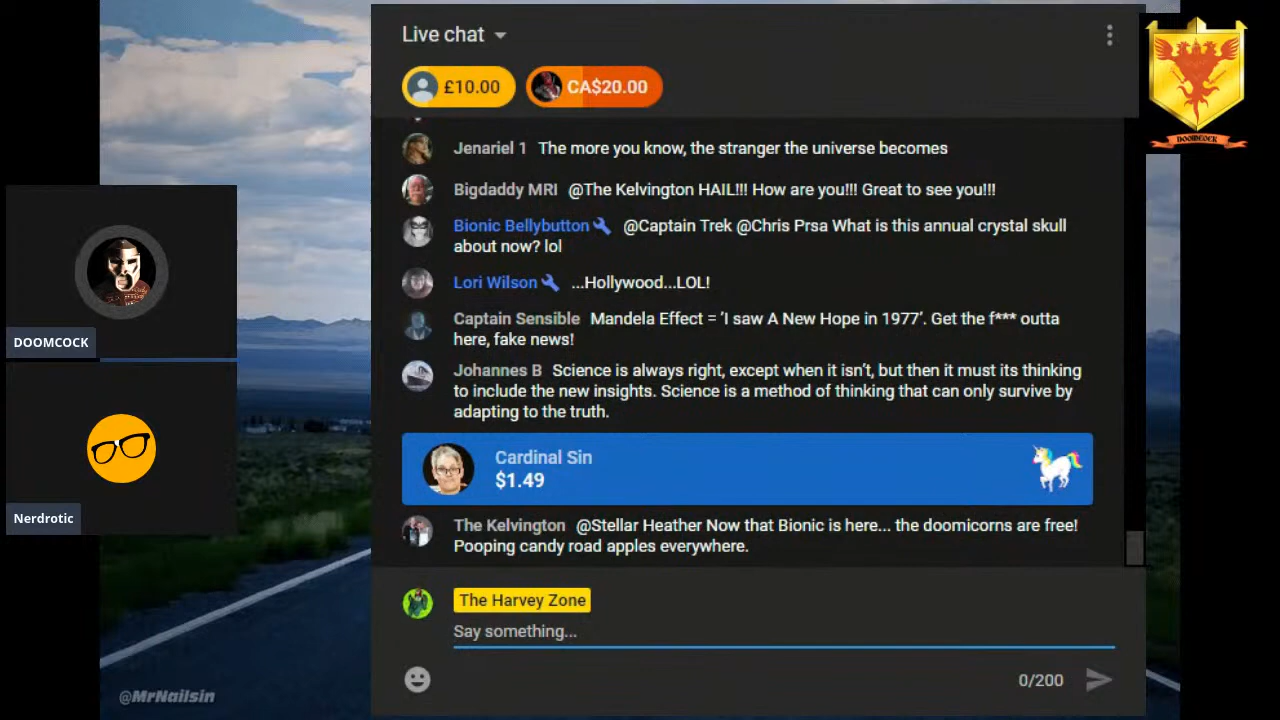 Live chat
£10.00 CA$20.00
Jenariel 1 The more you know, the stranger the universe becomes
Bigdaddy MRI @The Kelvington HAIL!!! How are you!!! Great to see you!!!
Bionic Bellybutton @Captain Trek @Chris Prsa What is this annual crystal skull
about now? lol
Lori Wilson ...Hollywood...LOL!
Captain Sensible Mandela Effect = 'I saw A New Hope in 1977'. Get the f*** outta
here, fake news!
Johannes B Science is always right, except when it isn't, but then it must its thinking
to include the new insights. Science is a method of thinking that can only survive by
adapting to the truth.
Cardinal Sin
$1.49
The Kelvington @Stellar Heather Now that Bionic is here... the doomicorns are free!
Pooping candy road apples everywhere.
The Harvey Zone
Say something...
0/200
DOOMCOCK
Nerdrotic
DOOMCOCK
@MrNailsin